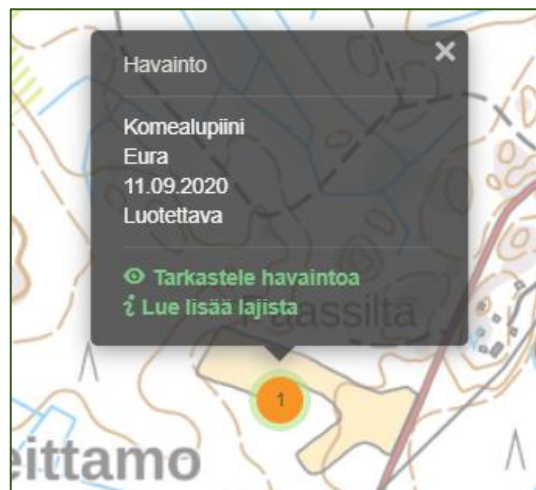 Havainto
Komealupiini
Eura
11.09.2020
Luotettava
Tarkastele havaintoa
Lue lisää lajista
1
eittamo